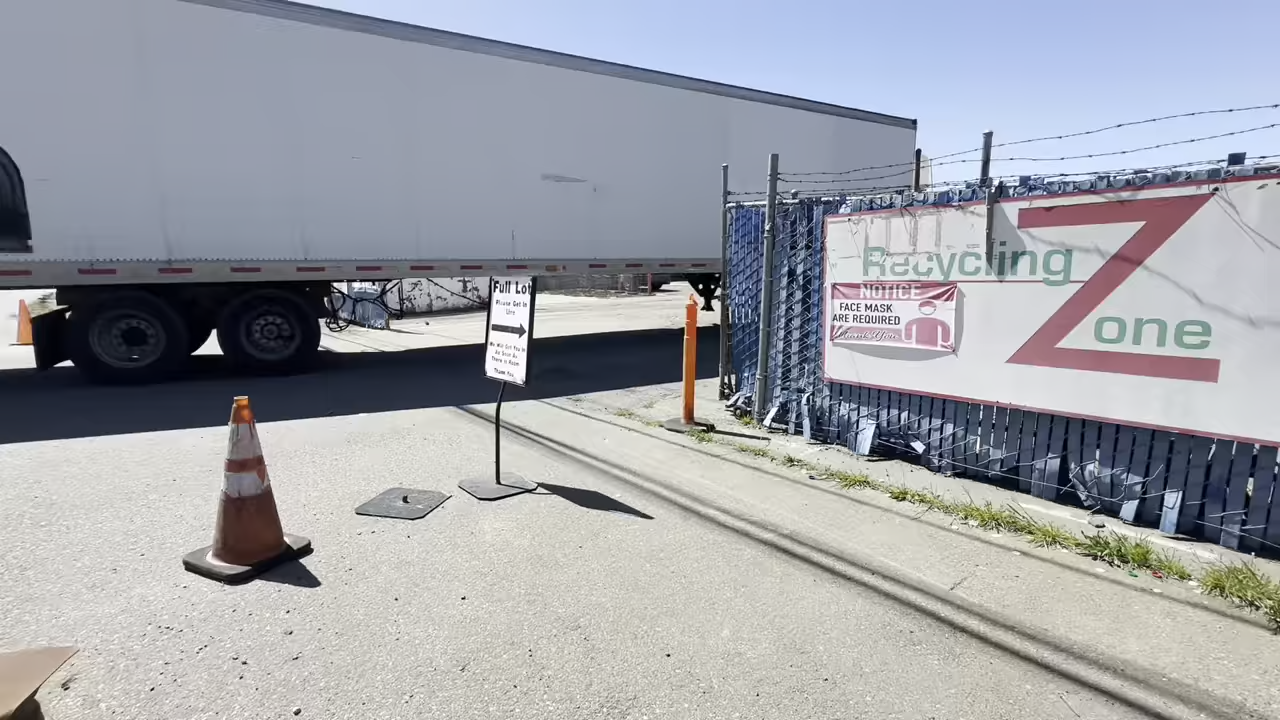 Full Lot
Please Get In
Line
We Will Get You In
As Soon As
There is Room
Thank You
Recycling
Zone
NOTICE
FACE MASK
ARE REQUIRED
Thank You